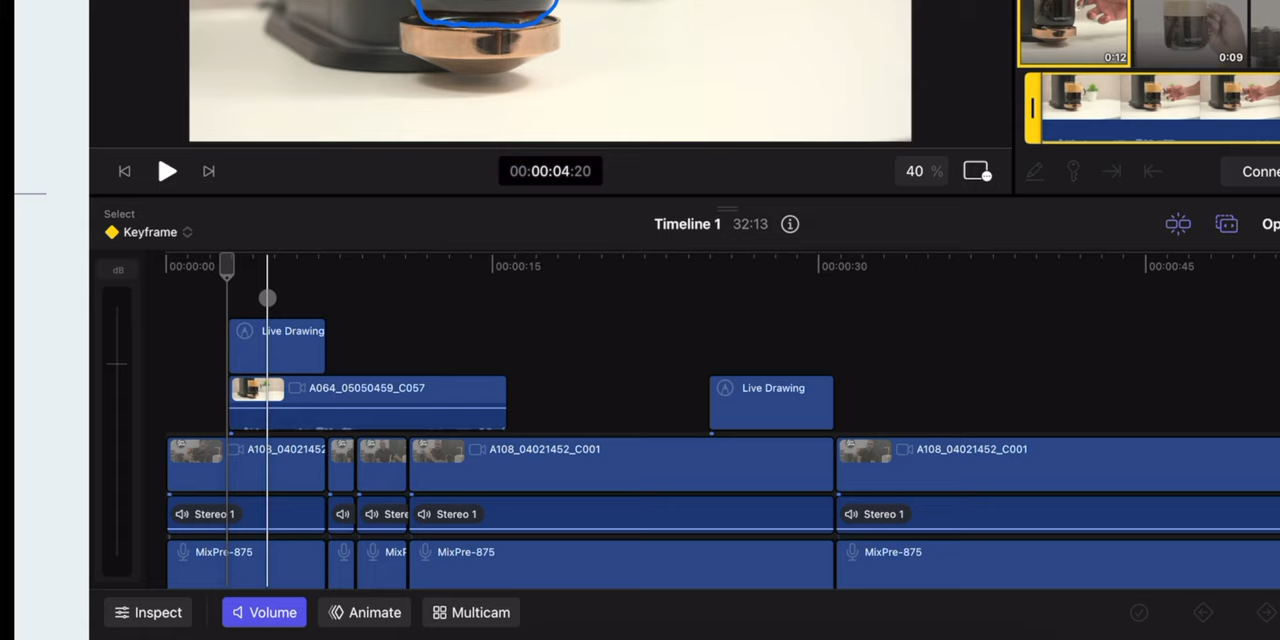 0:12
0:09
00:00:04:20
40 %
Conne
Select
Keyframe
Timeline 1 32:13
Op
dB
00:00:00
00:00:15
00:00:30
00:00:45
Live Drawing
A064_05050459_C057
Live Drawing
A108_04021452
A108_04021452_C001
A108_04021452_C001
Stereo 1
Stere
Stereo 1
Stereo 1
MixPre-875
MixP
MixPre-875
MixPre-875
Inspect
Volume
Animate
Multicam